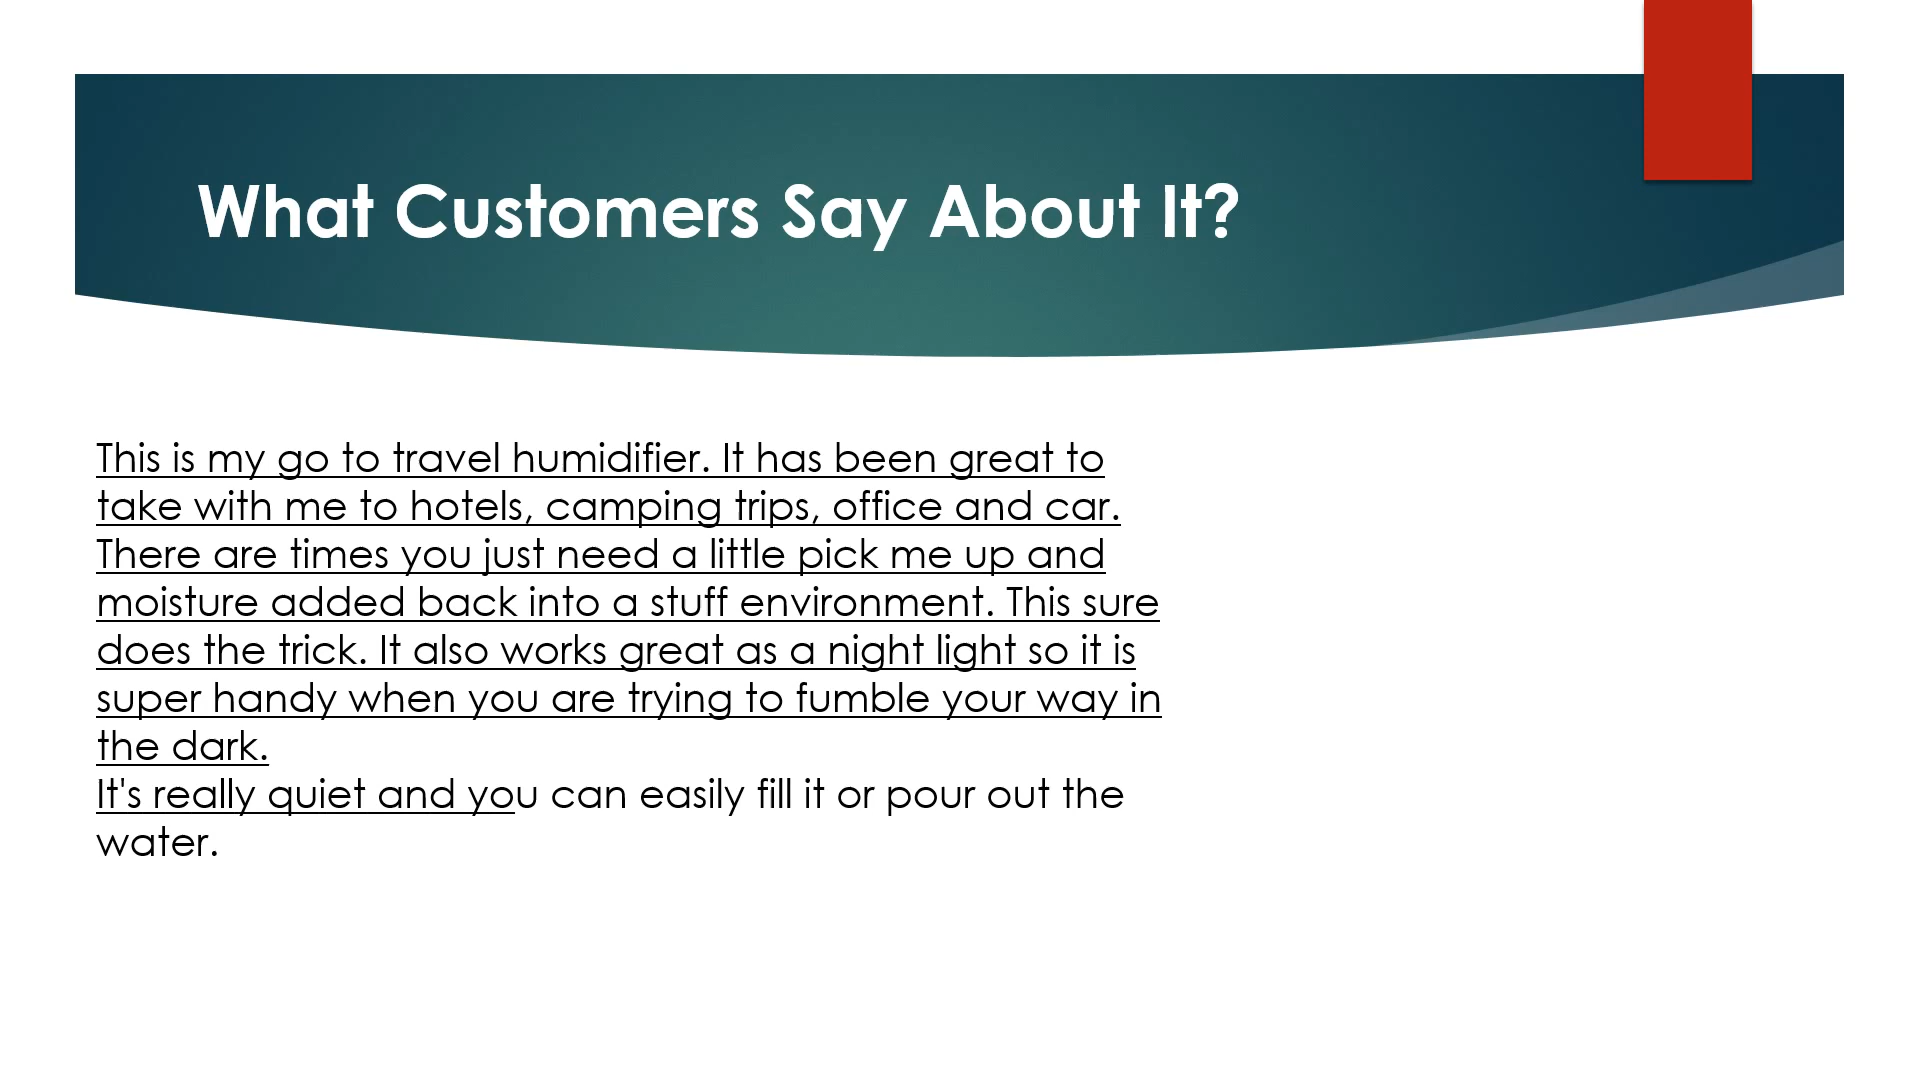 What Customers Say About It?
This is my go to travel humidifier. It has been great to
take with me to hotels, camping trips, office and car.
There are times you just need a little pick me up and
moisture added back into a stuff environment. This sure
does the trick. It also works great as a night light so it is
super handy when you are trying to fumble your way in
the dark.
It's really quiet and you can easily fill it or pour out the
water.